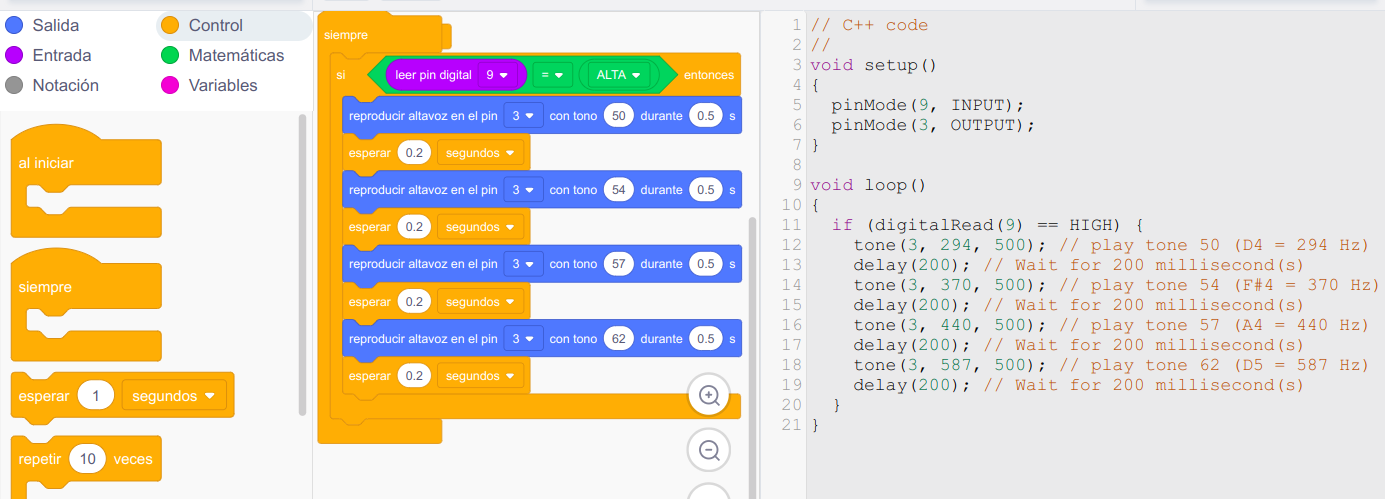 Salida
Control
Entrada
Matemáticas
Notación
Variables
al iniciar
siempre
esperar 1 segundos
repetir 10 veces
siempre
si leer pin digital 9 = ALTA entonces
reproducir altavoz en el pin 3 con tono 50 durante 0.5 s
esperar 0.2 segundos
reproducir altavoz en el pin 3 con tono 54 durante 0.5 s
esperar 0.2 segundos
reproducir altavoz en el pin 3 con tono 57 durante 0.5 s
esperar 0.2 segundos
reproducir altavoz en el pin 3 con tono 62 durante 0.5 s
esperar 0.2 segundos
1 // C++ code
2 //
3 void setup()
4 {
5   pinMode(9, INPUT);
6   pinMode(3, OUTPUT);
7 }
8
9 void loop()
10 {
11   if (digitalRead(9) == HIGH) {
12     tone(3, 294, 500); // play tone 50 (D4 = 294 Hz)
13     delay(200); // Wait for 200 millisecond(s)
14     tone(3, 370, 500); // play tone 54 (F#4 = 370 Hz)
15     delay(200); // Wait for 200 millisecond(s)
16     tone(3, 440, 500); // play tone 57 (A4 = 440 Hz)
17     delay(200); // Wait for 200 millisecond(s)
18     tone(3, 587, 500); // play tone 62 (D5 = 587 Hz)
19     delay(200); // Wait for 200 millisecond(s)
20   }
21 }